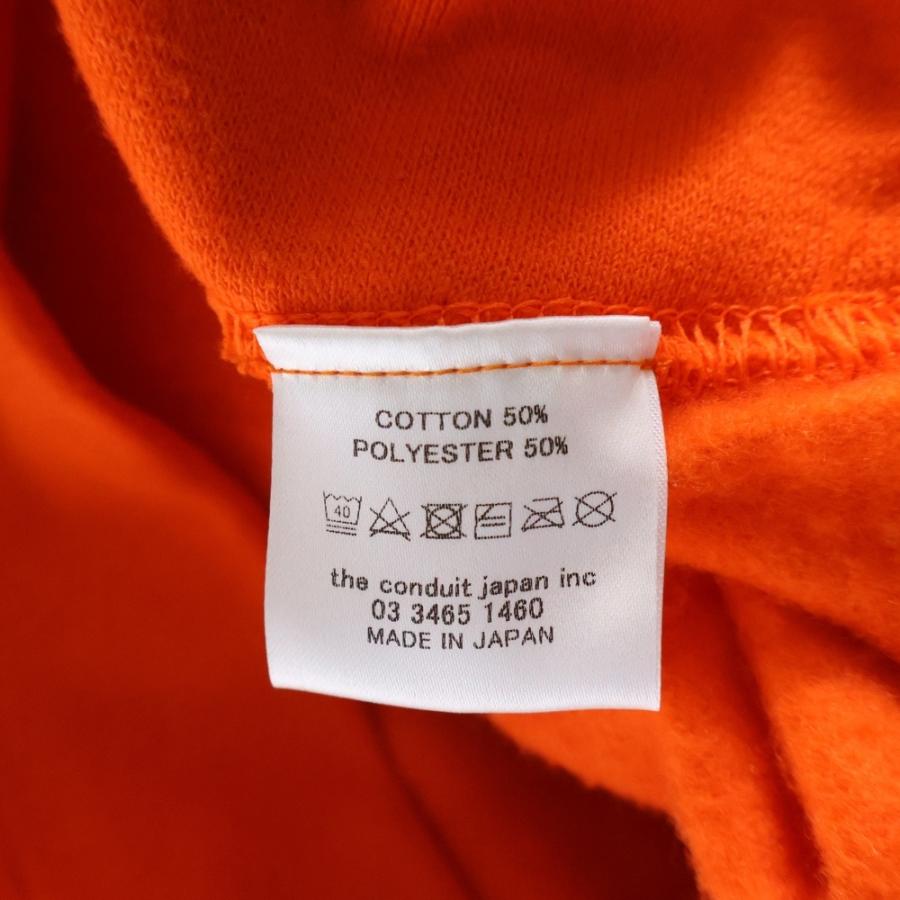 COTTON 50%
POLYESTER 50%
40
the conduit japan inc
03 3465 1460
MADE IN JAPAN